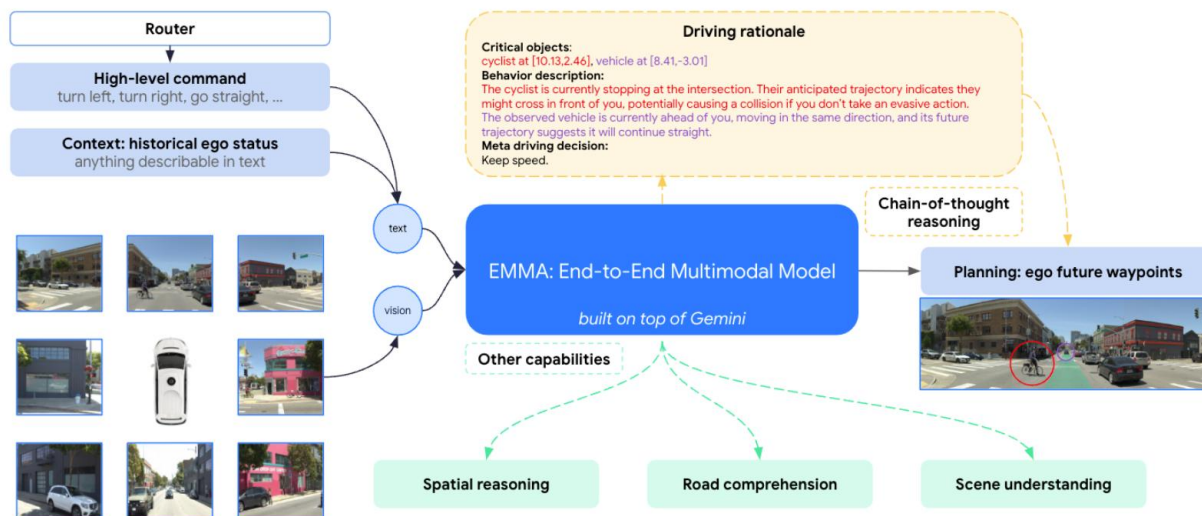 Router
High-level command
turn left, turn right, go straight, ...
Context: historical ego status
anything describable in text
text
vision
Driving rationale
Critical objects:
cyclist at [10.13,2.46], vehicle at [8.41,-3.01]
Behavior description:
The cyclist is currently stopping at the intersection. Their anticipated trajectory indicates they
might cross in front of you, potentially causing a collision if you don't take an evasive action.
The observed vehicle is currently ahead of you, moving in the same direction, and its future
trajectory suggests it will continue straight.
Meta driving decision:
Keep speed.
Chain-of-thought
reasoning
EMMA: End-to-End Multimodal Model
built on top of Gemini
Planning: ego future waypoints
Other capabilities
Spatial reasoning
Road comprehension
Scene understanding